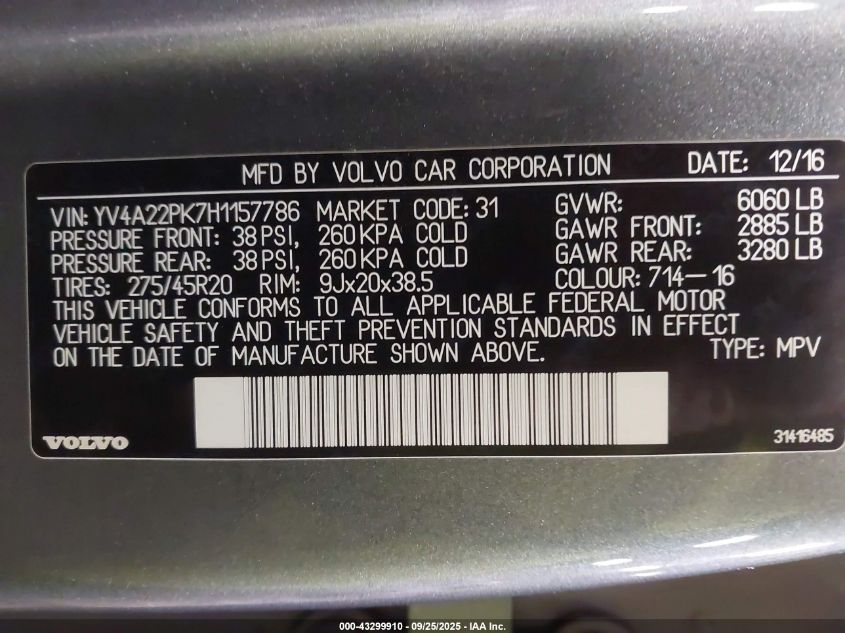 MFD BY VOLVO CAR CORPORATION DATE: 12/16
VIN: YV4A22PK7H1157786 MARKET CODE: 31 GVWR: 6060 LB
PRESSURE FRONT: 38 PSI, 260 KPA COLD GAWR FRONT: 2885 LB
PRESSURE REAR: 38 PSI, 260 KPA COLD GAWR REAR: 3280 LB
TIRES: 275/45R20 RIM: 9Jx20x38.5 COLOUR: 714-16
THIS VEHICLE CONFORMS TO ALL APPLICABLE FEDERAL MOTOR
VEHICLE SAFETY AND THEFT PREVENTION STANDARDS IN EFFECT
ON THE DATE OF MANUFACTURE SHOWN ABOVE. TYPE: MPV
VOLVO 31416485
000-43299910 - 09/25/2025 - IAA Inc.